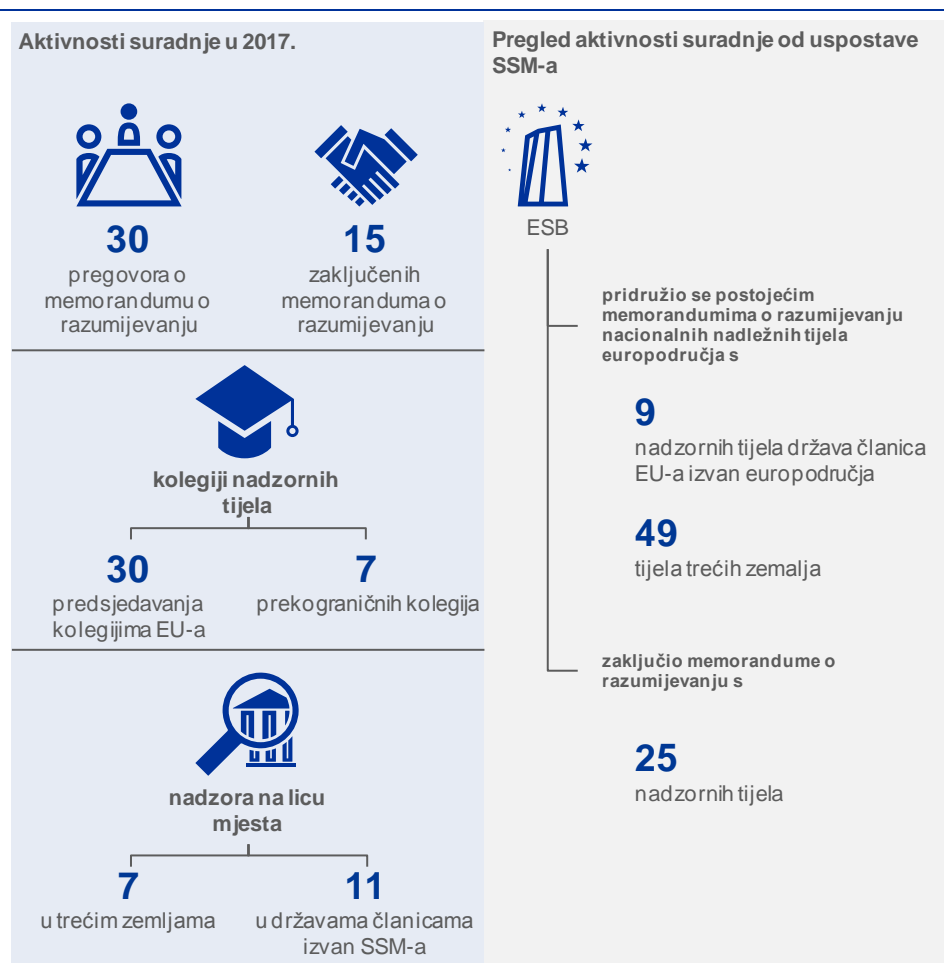 Aktivnosti suradnje u 2017.
30
pregovora o
memorandumu o
razumijevanju
15
zaključenih
memoranduma o
razumijevanju
kolegiji nadzornih
tijela
30
predsjedavanja
kolegijima EU-a
7
prekograničnih kolegija
nadzora na licu
mjesta
7
u trećim zemljama
11
u državama članicama
izvan SSM-a
Pregled aktivnosti suradnje od uspostave
SSM-a
ESB
pridružio se postojećim
memorandumima o razumijevanju
nacionalnih nadležnih tijela
europodručja s
9
nadzornih tijela država članica
EU-a izvan europodručja
49
tijela trećih zemalja
zaključio memorandume o
razumijevanju s
25
nadzornih tijela